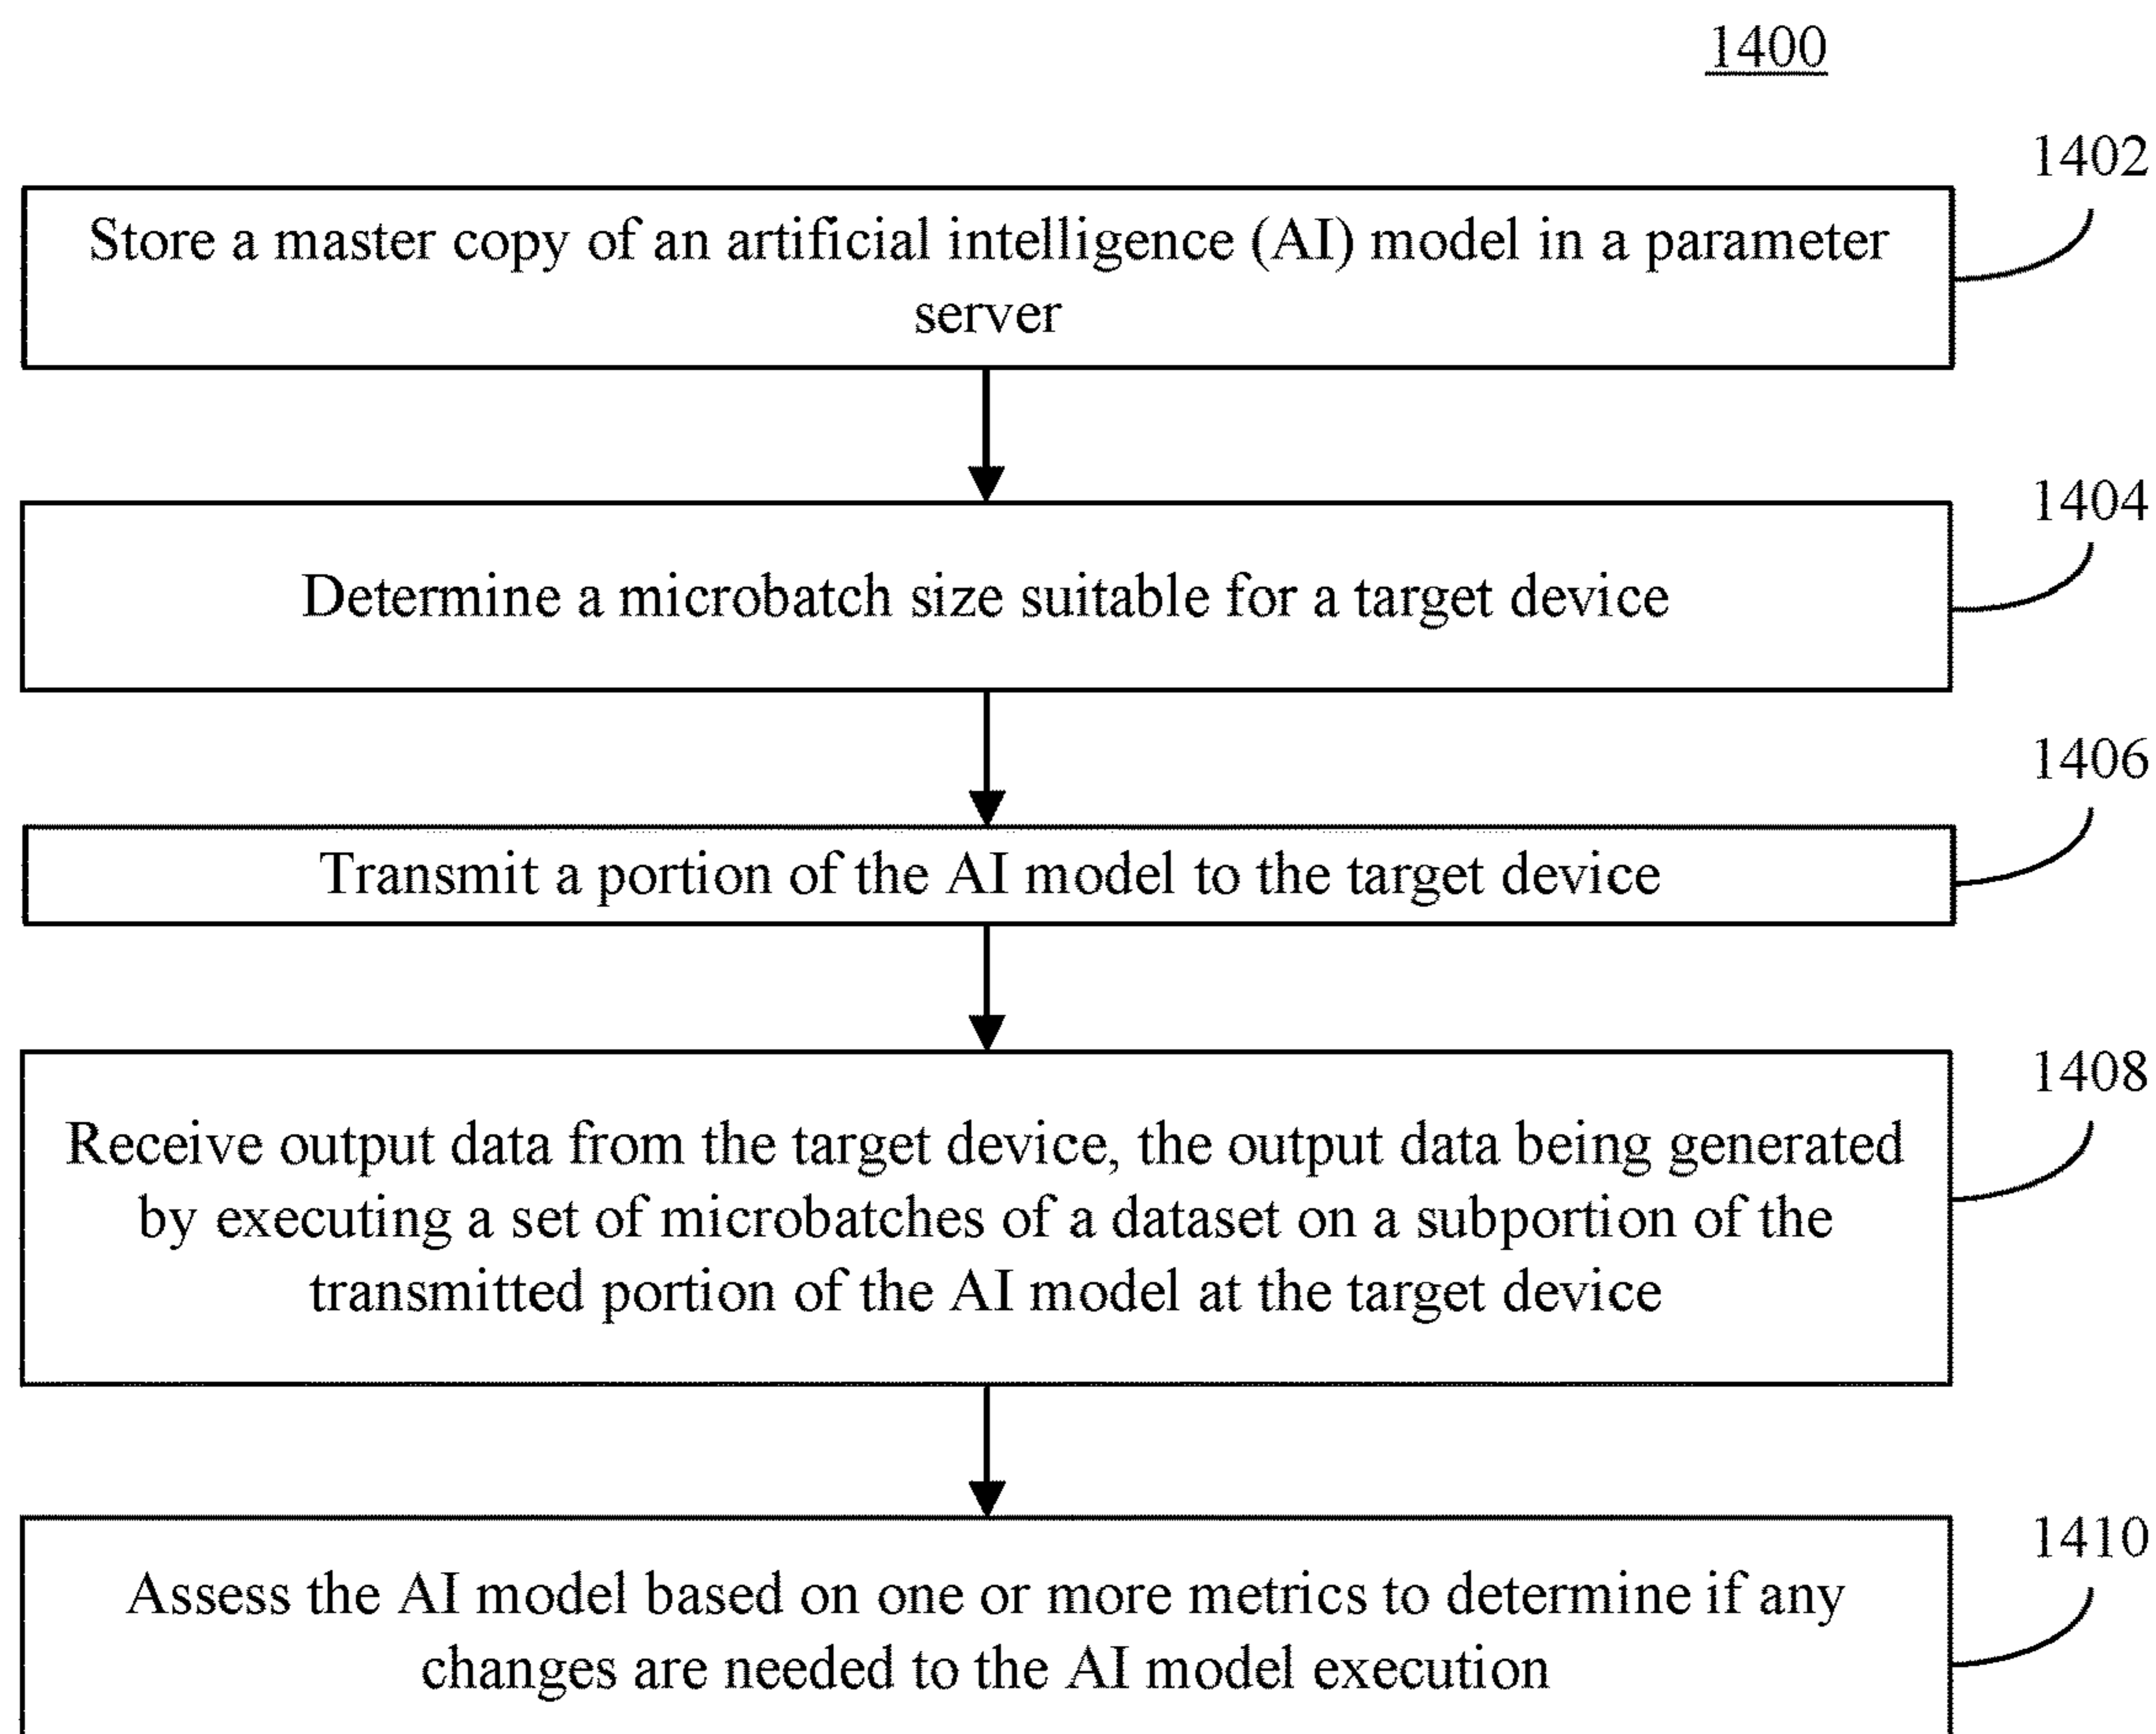 1400
1402
Store a master copy of an artificial intelligence (AI) model in a parameter
server
1404
Determine a microbatch size suitable for a target device
1406
Transmit a portion of the AI model to the target device
1408
Receive output data from the target device, the output data being generated
by executing a set of microbatches of a dataset on a subportion of the
transmitted portion of the AI model at the target device
1410
Assess the AI model based on one or more metrics to determine if any
changes are needed to the AI model execution